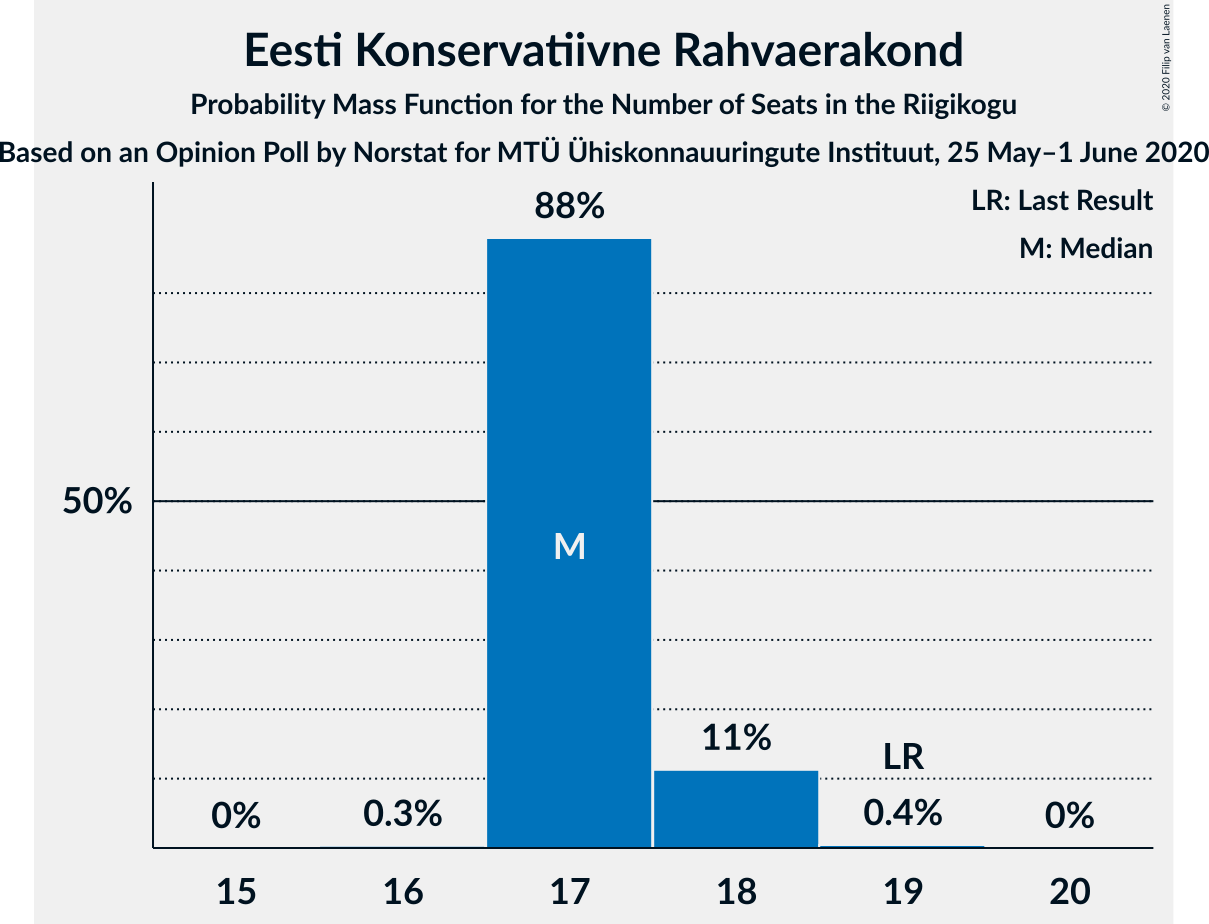 Eesti Konservatiivne Rahvaerakond
Probability Mass Function for the Number of Seats in the Riigikogu
Based on an Opinion Poll by Norstat for MTÜ Ühiskonnauuringute Instituut, 25 May–1 June 2020
© 2020 Filip van Laenen
LR: Last Result
M: Median
88%
50%
M
11%
LR
0%
0.3%
0.4%
0%
15
16
17
18
19
20